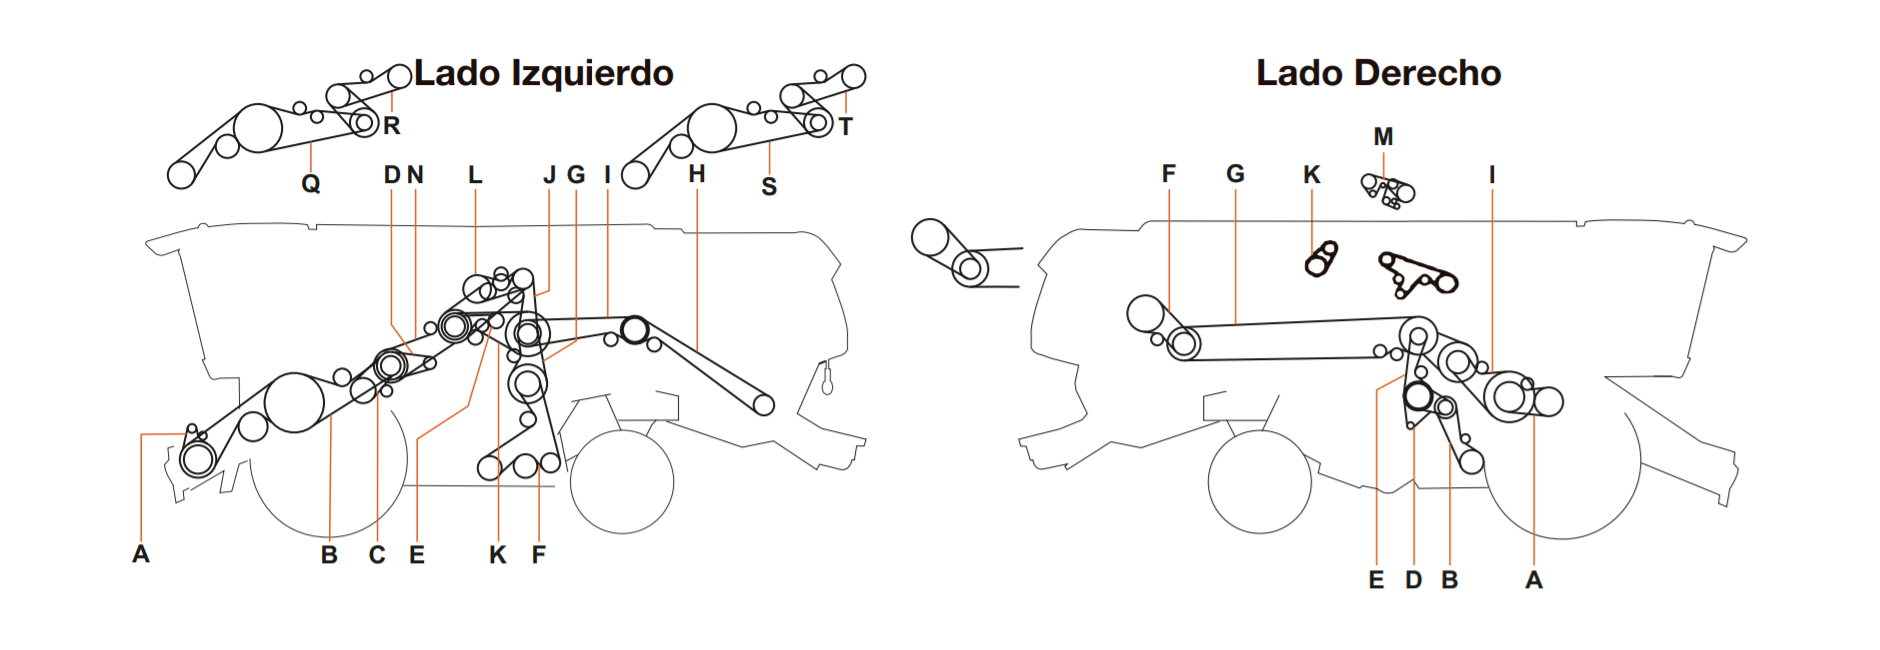 Lado Izquierdo
Lado Derecho
R
T
Q
S
D N L J G I H
A B C E K F
M
F G K I
E D B A